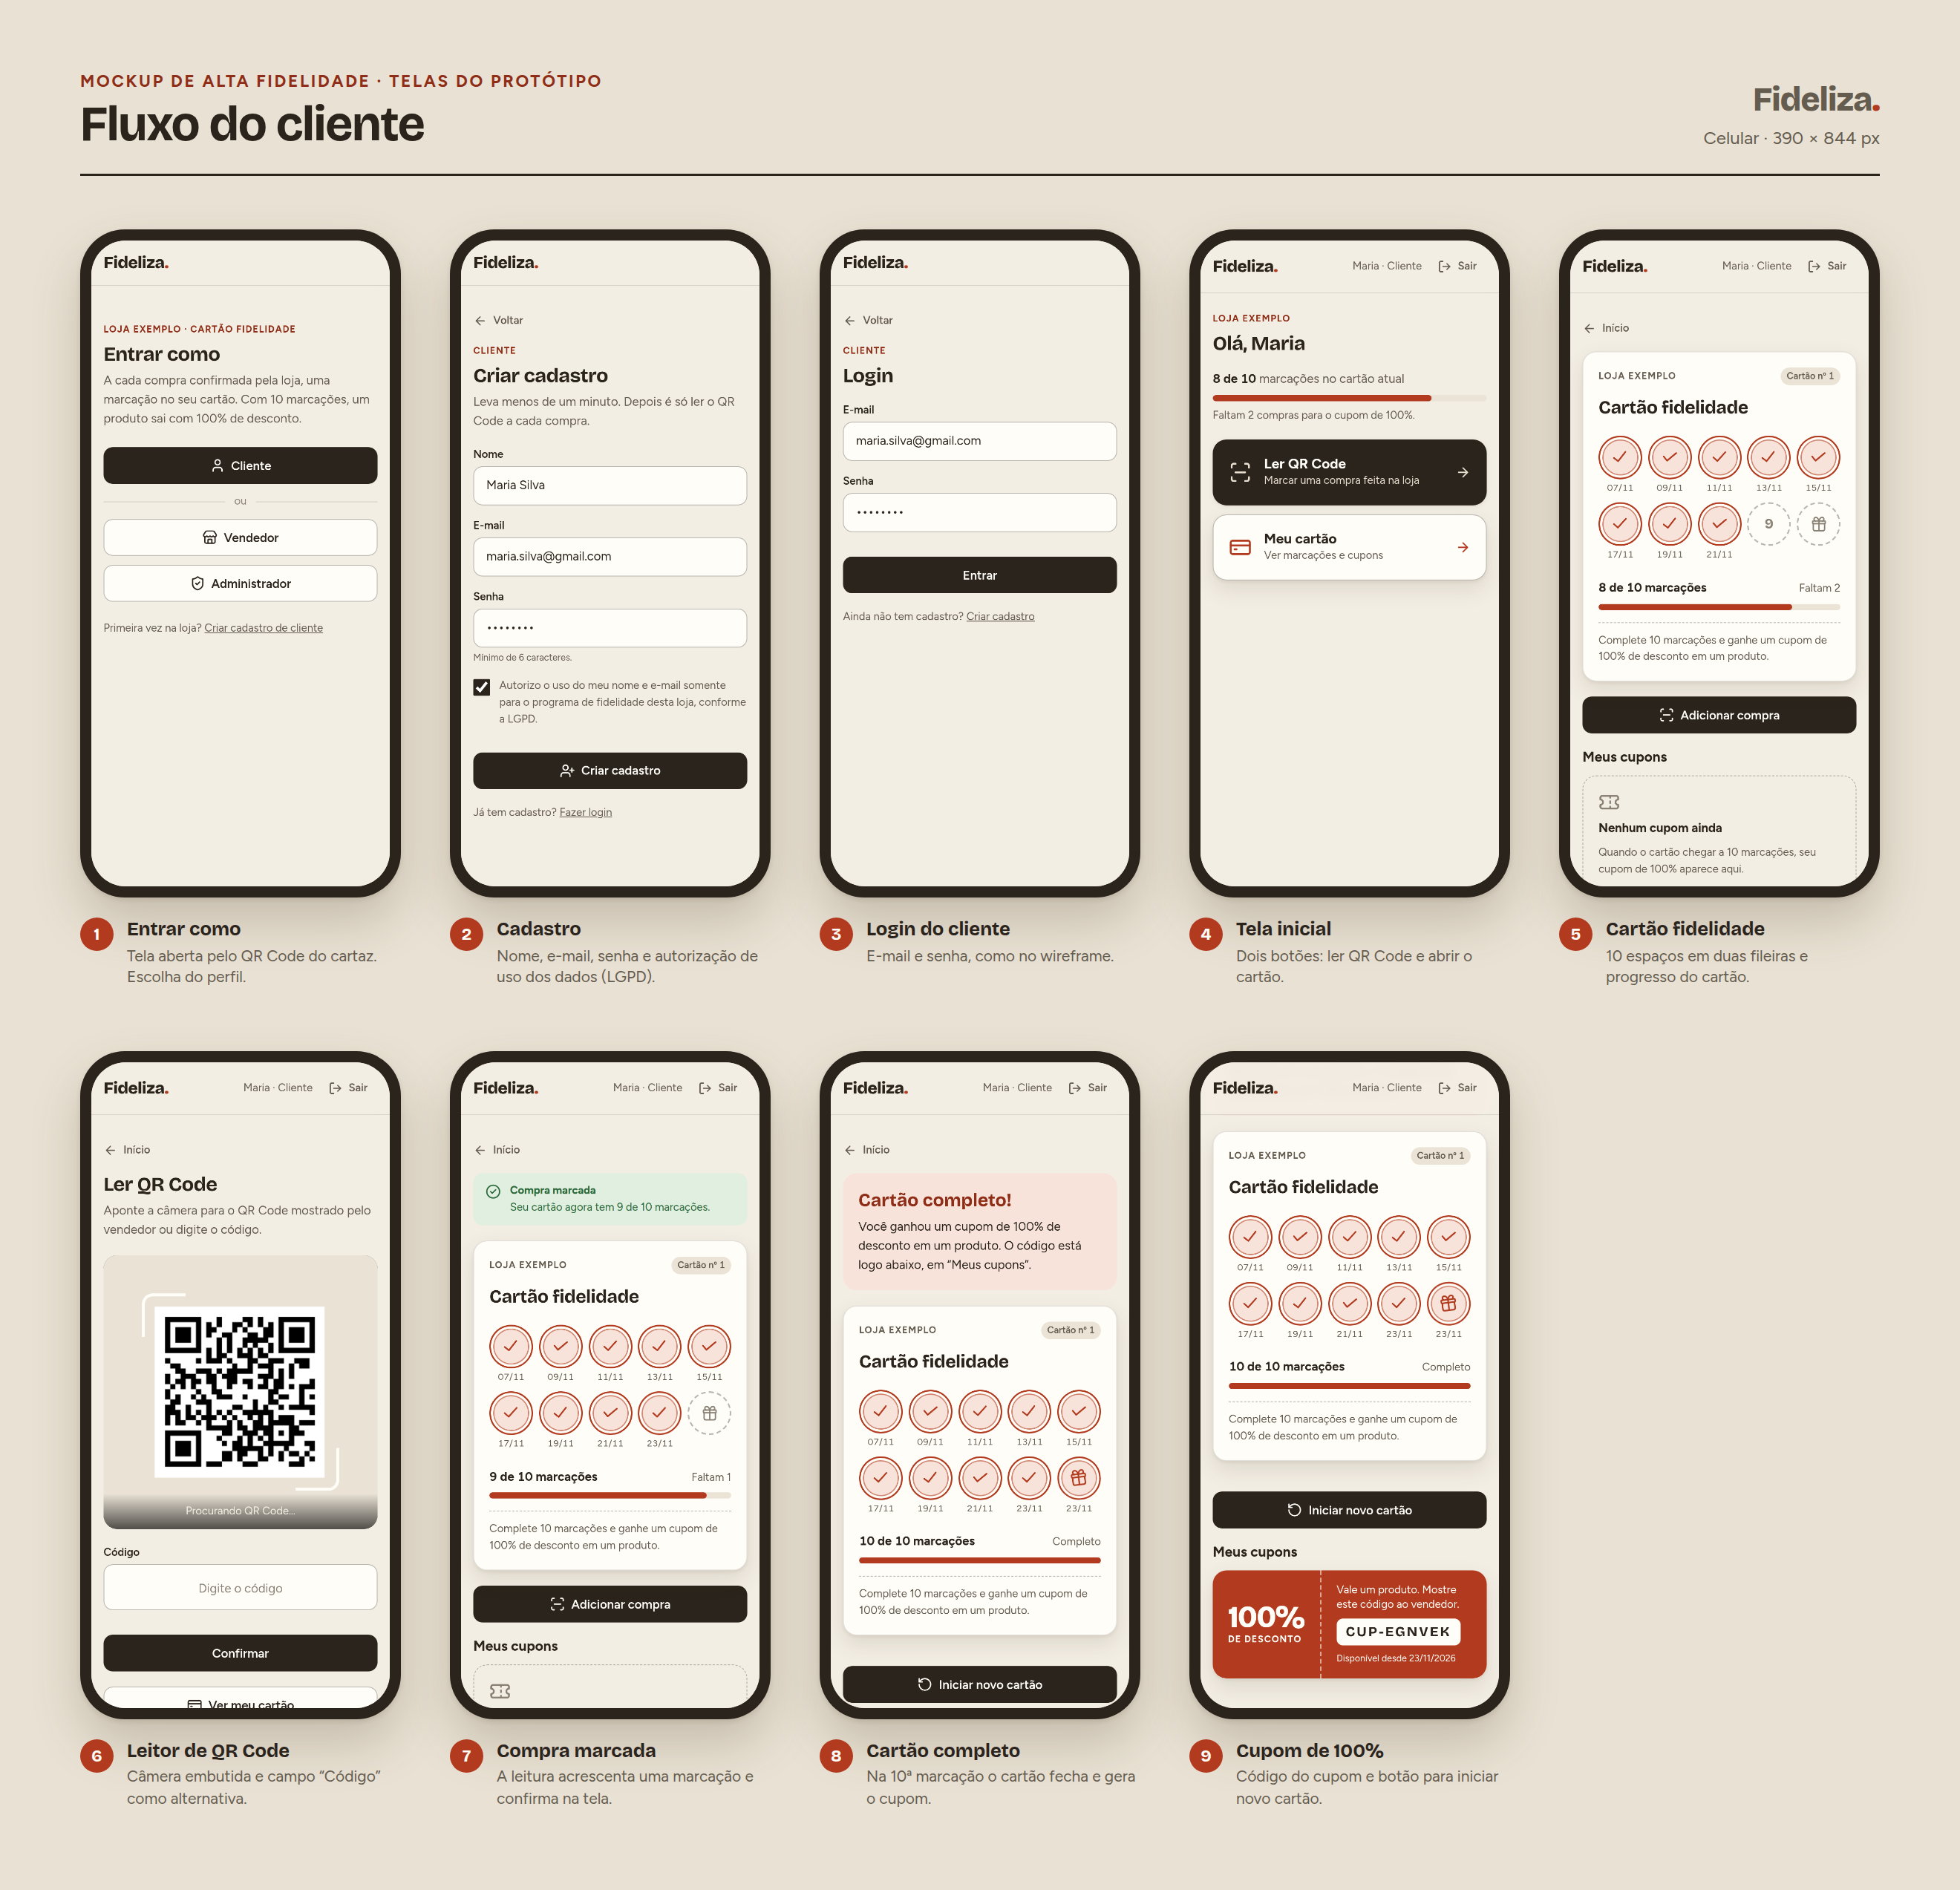 MOCKUP DE ALTA FIDELIDADE · TELAS DO PROTÓTIPO
Fluxo do cliente
Fideliza.
Celular · 390 × 844 px
Fideliza.
LOJA EXEMPLO · CARTÃO FIDELIDADE
Entrar como
A cada compra confirmada pela loja, uma
marcação no seu cartão. Com 10 marcações, um
produto sai com 100% de desconto.
Cliente
ou
Vendedor
Administrador
Primeira vez na loja? Criar cadastro de cliente
1
Entrar como
Tela aberta pelo QR Code do cartaz.
Escolha do perfil.
Fideliza.
Voltar
CLIENTE
Criar cadastro
Leva menos de um minuto. Depois é só ler o QR
Code a cada compra.
Nome
Maria Silva
E-mail
maria.silva@gmail.com
Senha
••••••••
Mínimo de 6 caracteres.
Autorizo o uso do meu nome e e-mail somente
para o programa de fidelidade desta loja, conforme
a LGPD.
Criar cadastro
Já tem cadastro? Fazer login
2
Cadastro
Nome, e-mail, senha e autorização de
uso dos dados (LGPD).
Fideliza.
Voltar
CLIENTE
Login
E-mail
maria.silva@gmail.com
Senha
••••••••
Entrar
Ainda não tem cadastro? Criar cadastro
3
Login do cliente
E-mail e senha, como no wireframe.
Fideliza.
Maria · Cliente
Sair
LOJA EXEMPLO
Olá, Maria
8 de 10 marcações no cartão atual
Faltam 2 compras para o cupom de 100%.
Ler QR Code
Marcar uma compra feita na loja
Meu cartão
Ver marcações e cupons
4
Tela inicial
Dois botões: ler QR Code e abrir o
cartão.
Fideliza.
Maria · Cliente
Sair
Início
LOJA EXEMPLO
Cartão nº 1
Cartão fidelidade
07/11 09/11 11/11 13/11 15/11
9
17/11 19/11 21/11
8 de 10 marcações
Faltam 2
Complete 10 marcações e ganhe um cupom de
100% de desconto em um produto.
Adicionar compra
Meus cupons
Nenhum cupom ainda
Quando o cartão chegar a 10 marcações, seu
cupom de 100% aparece aqui.
5
Cartão fidelidade
10 espaços em duas fileiras e
progresso do cartão.
Fideliza.
Maria · Cliente
Sair
Início
Ler QR Code
Aponte a câmera para o QR Code mostrado pelo
vendedor ou digite o código.
Procurando QR Code...
Código
Digite o código
Confirmar
Ver meu cartão
6
Leitor de QR Code
Câmera embutida e campo “Código”
como alternativa.
Fideliza.
Maria · Cliente
Sair
Início
Compra marcada
Seu cartão agora tem 9 de 10 marcações.
LOJA EXEMPLO
Cartão nº 1
Cartão fidelidade
07/11 09/11 11/11 13/11 15/11
17/11 19/11 21/11 23/11
9 de 10 marcações
Faltam 1
Complete 10 marcações e ganhe um cupom de
100% de desconto em um produto.
Adicionar compra
Meus cupons
7
Compra marcada
A leitura acrescenta uma marcação e
confirma na tela.
Fideliza.
Maria · Cliente
Sair
Início
Cartão completo!
Você ganhou um cupom de 100% de
desconto em um produto. O código está
logo abaixo, em “Meus cupons”.
LOJA EXEMPLO
Cartão nº 1
Cartão fidelidade
07/11 09/11 11/11 13/11 15/11
17/11 19/11 21/11 23/11 23/11
10 de 10 marcações
Completo
Complete 10 marcações e ganhe um cupom de
100% de desconto em um produto.
Iniciar novo cartão
8
Cartão completo
Na 10ª marcação o cartão fecha e gera
o cupom.
Fideliza.
Maria · Cliente
Sair
LOJA EXEMPLO
Cartão nº 1
Cartão fidelidade
07/11 09/11 11/11 13/11 15/11
17/11 19/11 21/11 23/11 23/11
10 de 10 marcações
Completo
Complete 10 marcações e ganhe um cupom de
100% de desconto em um produto.
Iniciar novo cartão
Meus cupons
100%
DE DESCONTO
Vale um produto. Mostre
este código ao vendedor.
CUP-EGNVEK
Disponível desde 23/11/2026
9
Cupom de 100%
Código do cupom e botão para iniciar
novo cartão.